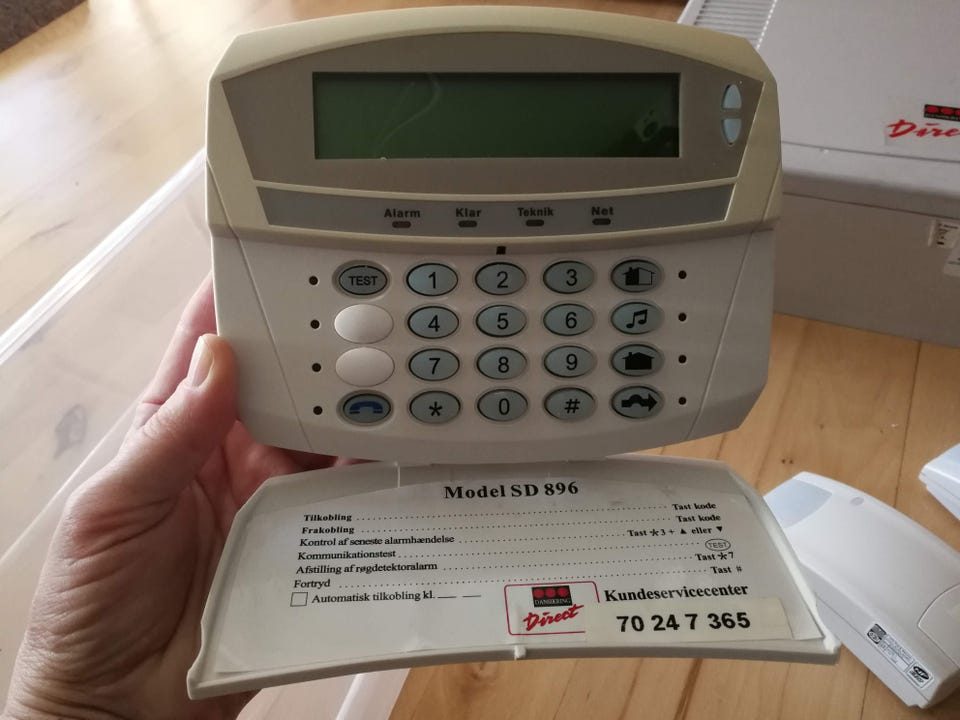 Direct
Alarm Klar Teknik Net
TEST 1 2 3
4 5 6
7 8 9
* 0 #
Model SD 896
Tilkobling ........ Tast kode
Frakobling ........ Tast kode
Kontrol af seneste alarmhændelse ........ Tast * 3 + ▲ eller ▼
Kommunikationstest ........ TEST
Afstilling af røgdetektoralarm ........ Tast * 7
Fortryd ........ Tast #
Automatisk tilkobling kl. __ __
DANSIKRING
Direct
Kundeservicecenter
70 24 7 365